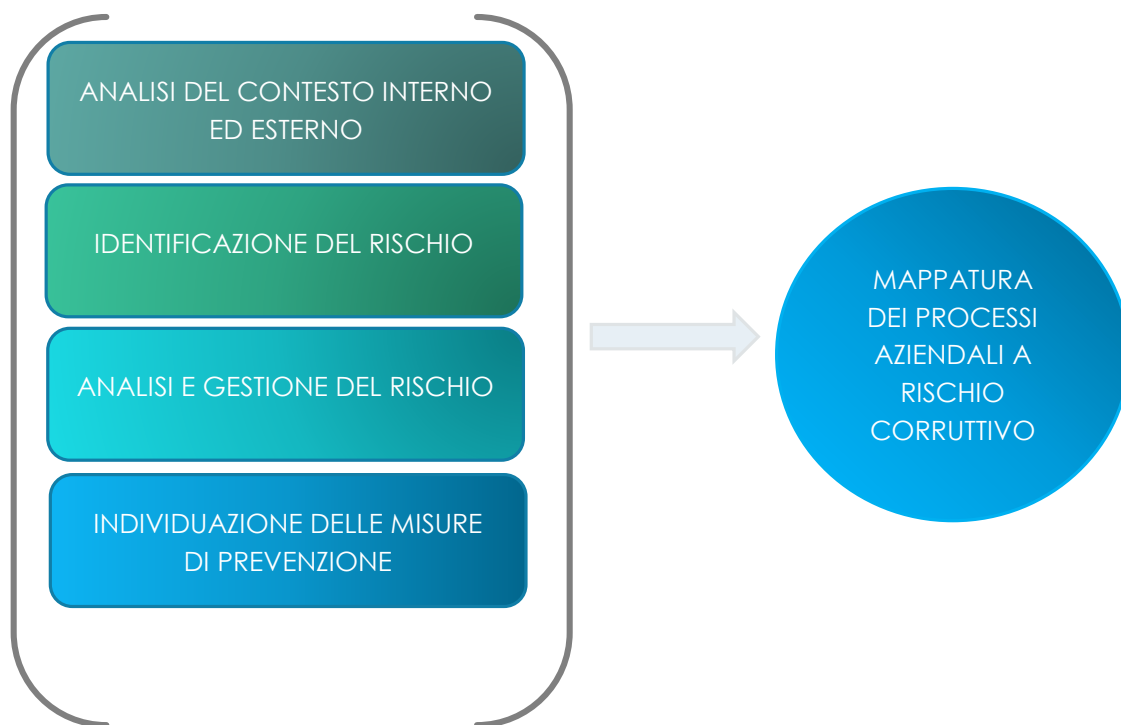 ANALISI DEL CONTESTO INTERNO
ED ESTERNO
IDENTIFICAZIONE DEL RISCHIO
ANALISI E GESTIONE DEL RISCHIO
INDIVIDUAZIONE DELLE MISURE
DI PREVENZIONE
MAPPATURA
DEI PROCESSI
AZIENDALI A
RISCHIO
CORRUTTIVO